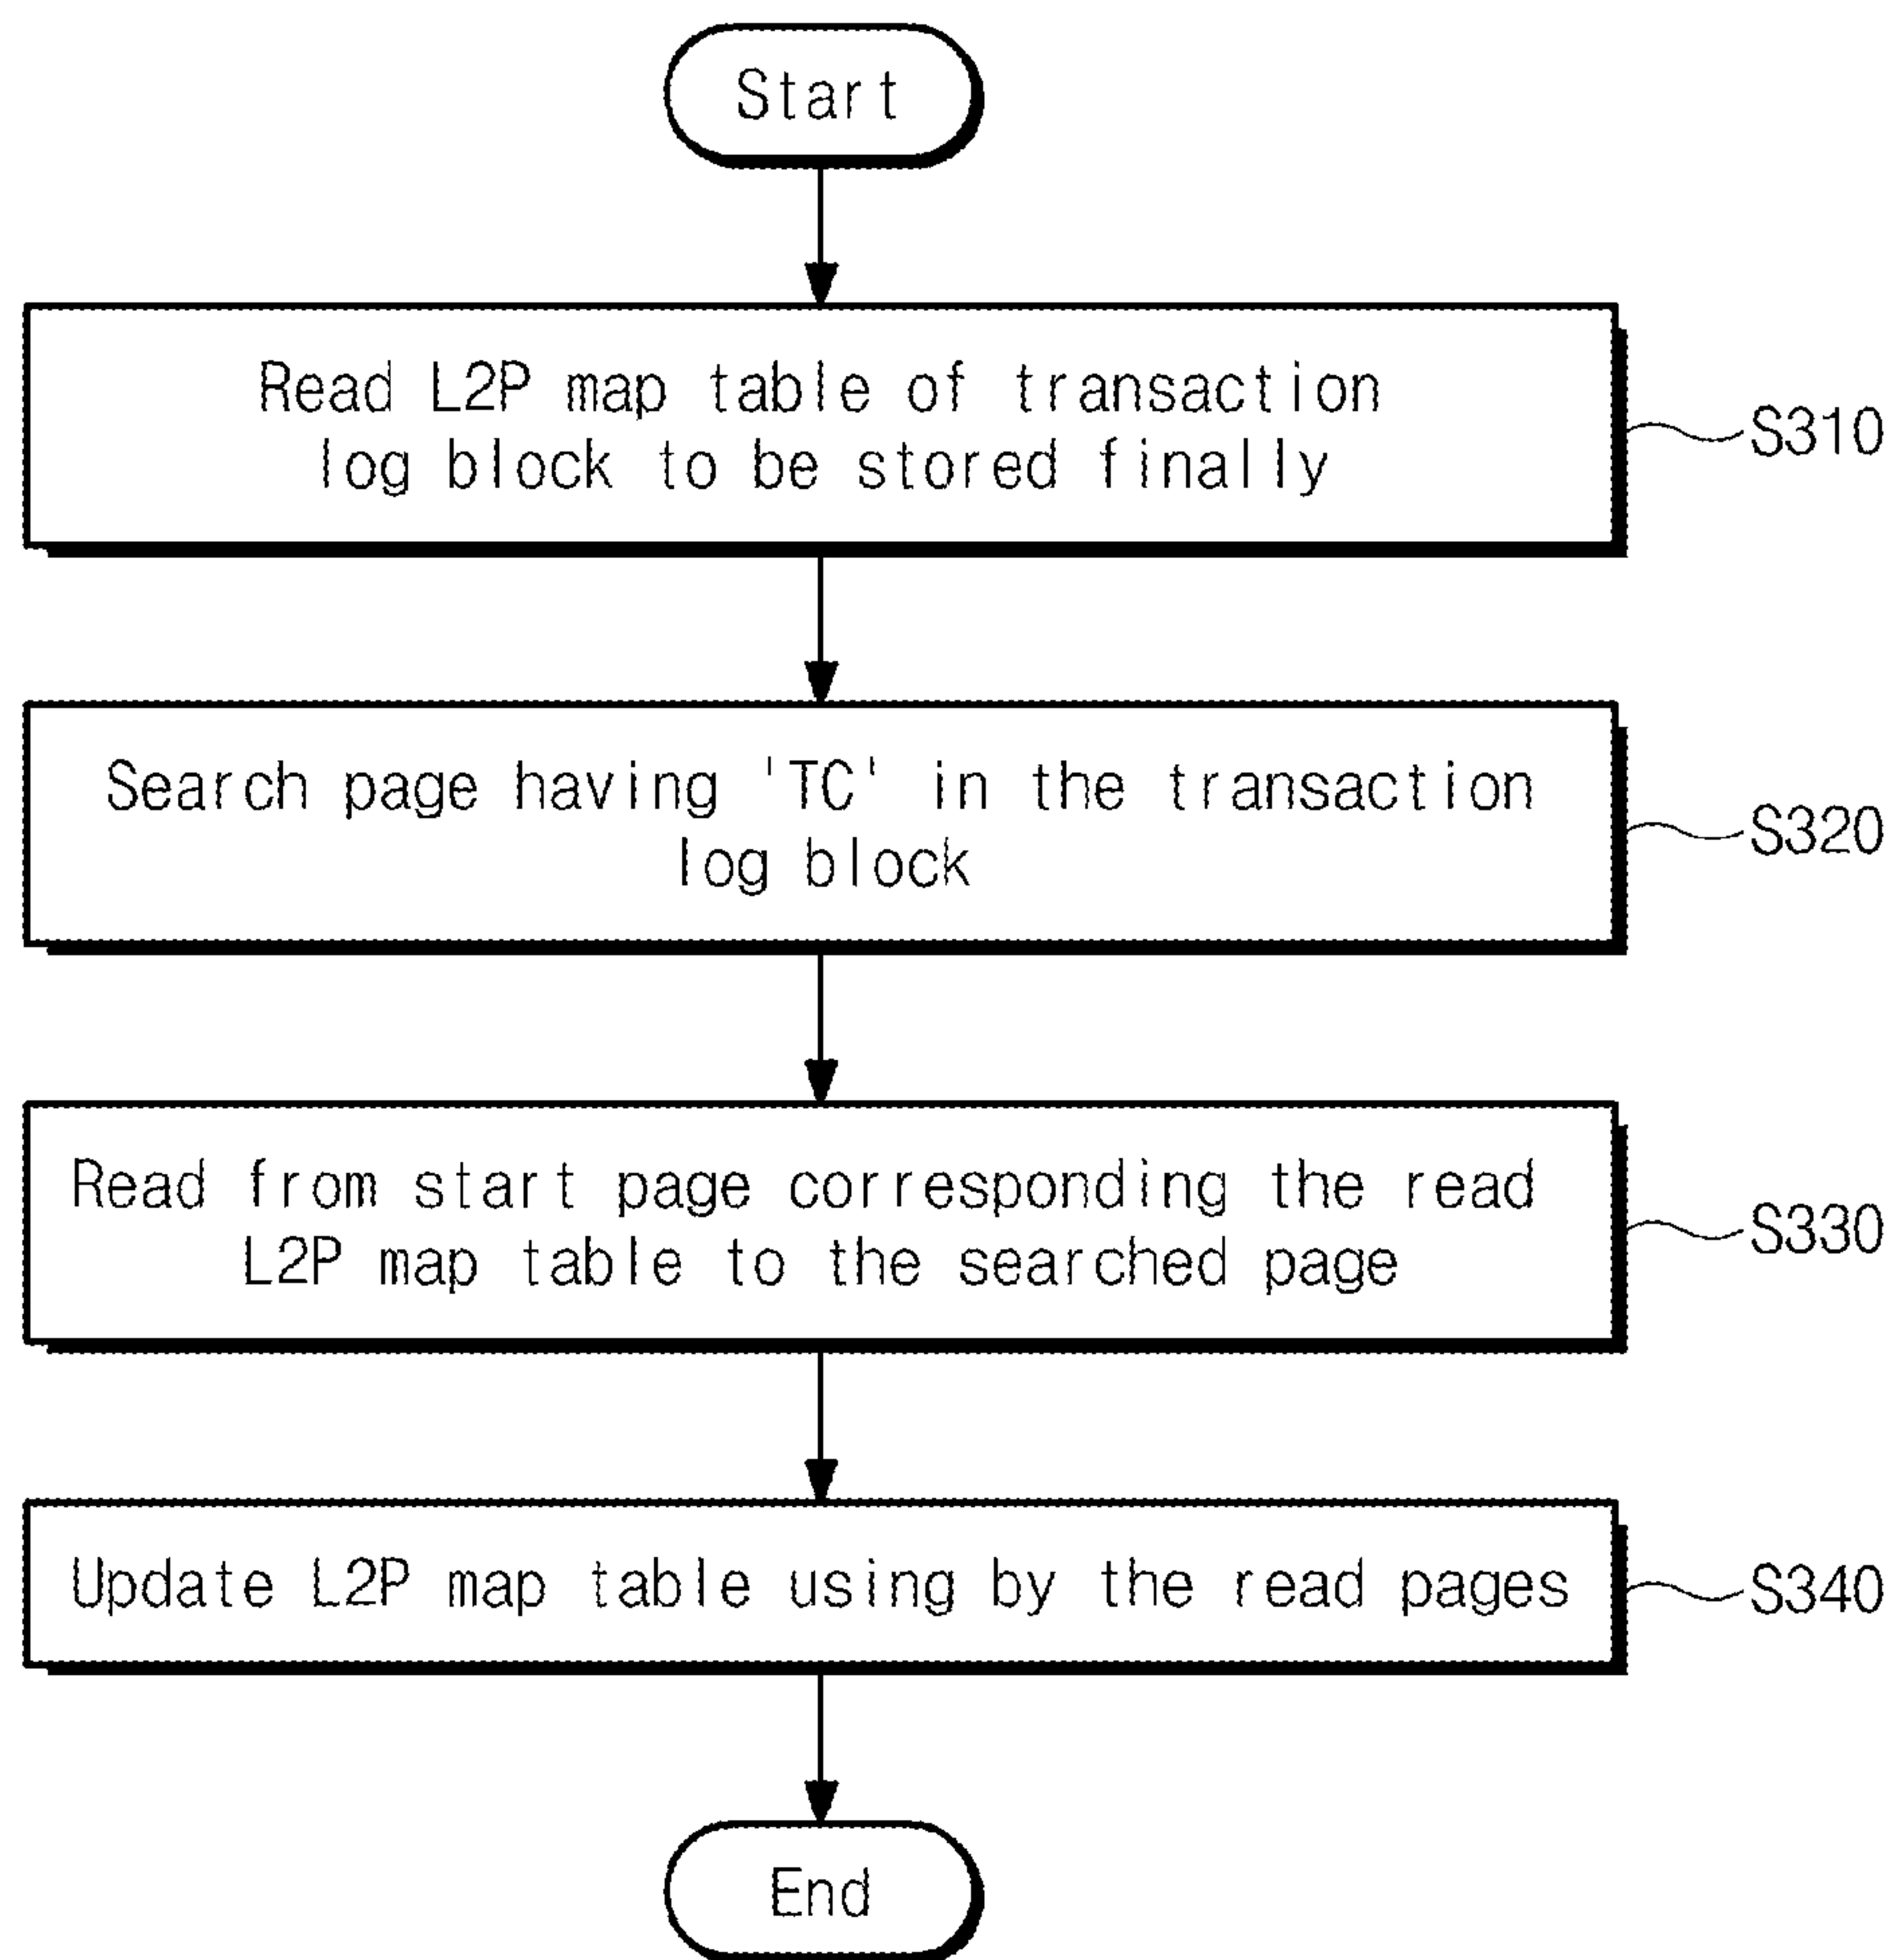 Start
Read L2P map table of transaction
log block to be stored finally
S310
Search page having 'TC' in the transaction
log block
S320
Read from start page corresponding the read
L2P map table to the searched page
S330
Update L2P map table using by the read pages
S340
End